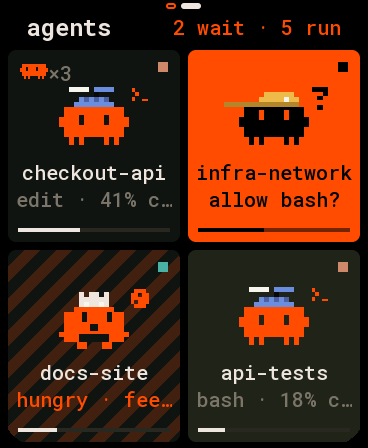 agents
2 wait · 5 run
×3
checkout-api
edit · 41% c…
infra-network
allow bash?
docs-site
hungry · fee…
api-tests
bash · 18% c…